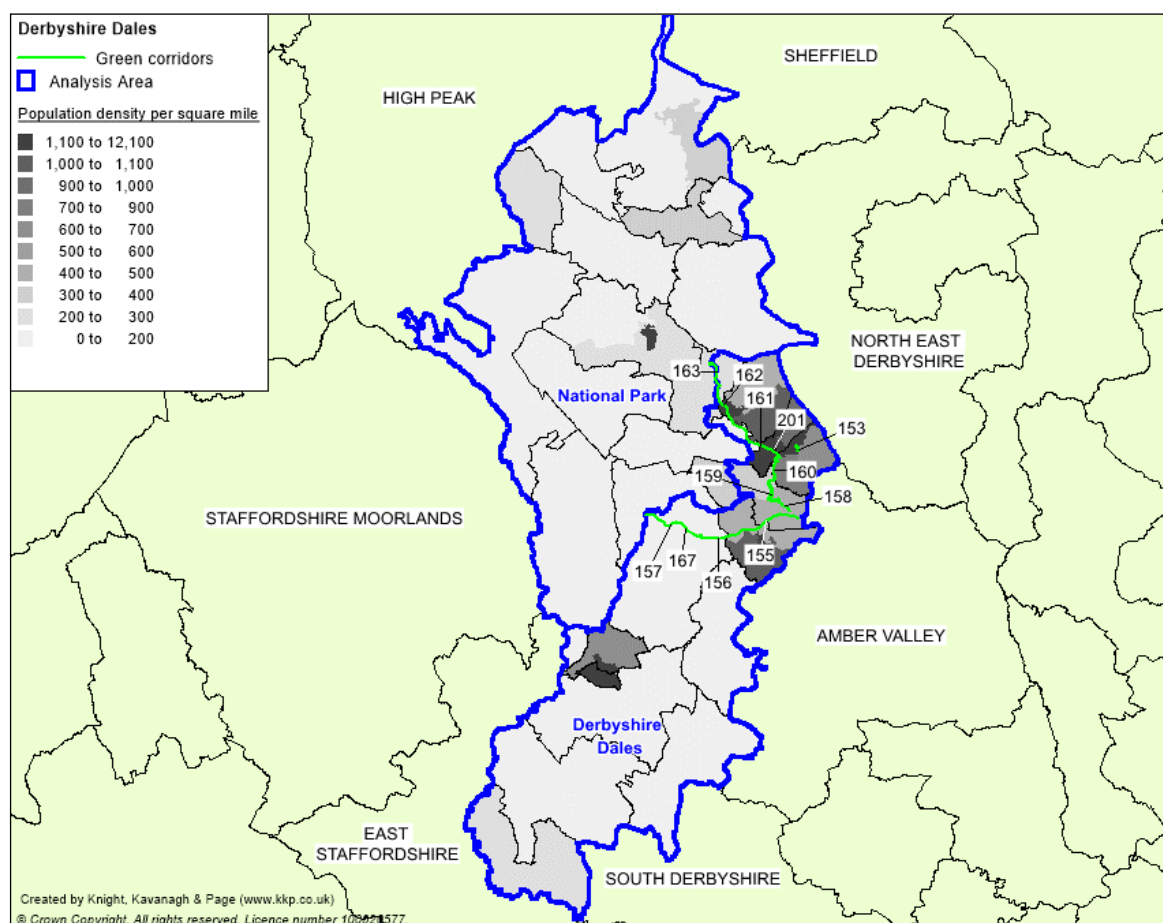 Derbyshire Dales
Green corridors
Analysis Area
Population density per square mile
1,100 to 12,100
1,000 to 1,100
900 to 1,000
700 to 900
600 to 700
500 to 600
400 to 500
300 to 400
200 to 300
0 to 200
SHEFFIELD
HIGH PEAK
NORTH EAST
DERBYSHIRE
163
162
National Park
161
201
153
159
160
158
STAFFORDSHIRE MOORLANDS
155
167
157
156
AMBER VALLEY
Derbyshire
Dales
EAST
STAFFORDSHIRE
SOUTH DERBYSHIRE
Created by Knight, Kavanagh & Page (www.kkp.co.uk)
© Crown Copyright. All rights reserved. Licence number